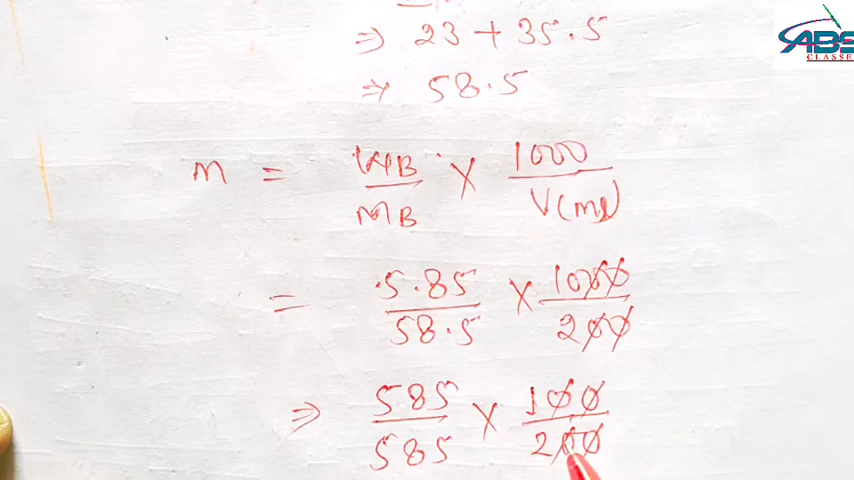 ABS
CLASSE
⇒ 23 + 35.5
⇒ 58.5
m = WB/MB × 1000/V(ml)
= 5.85/58.5 × 1000/200
⇒ 585/585 × 100/200